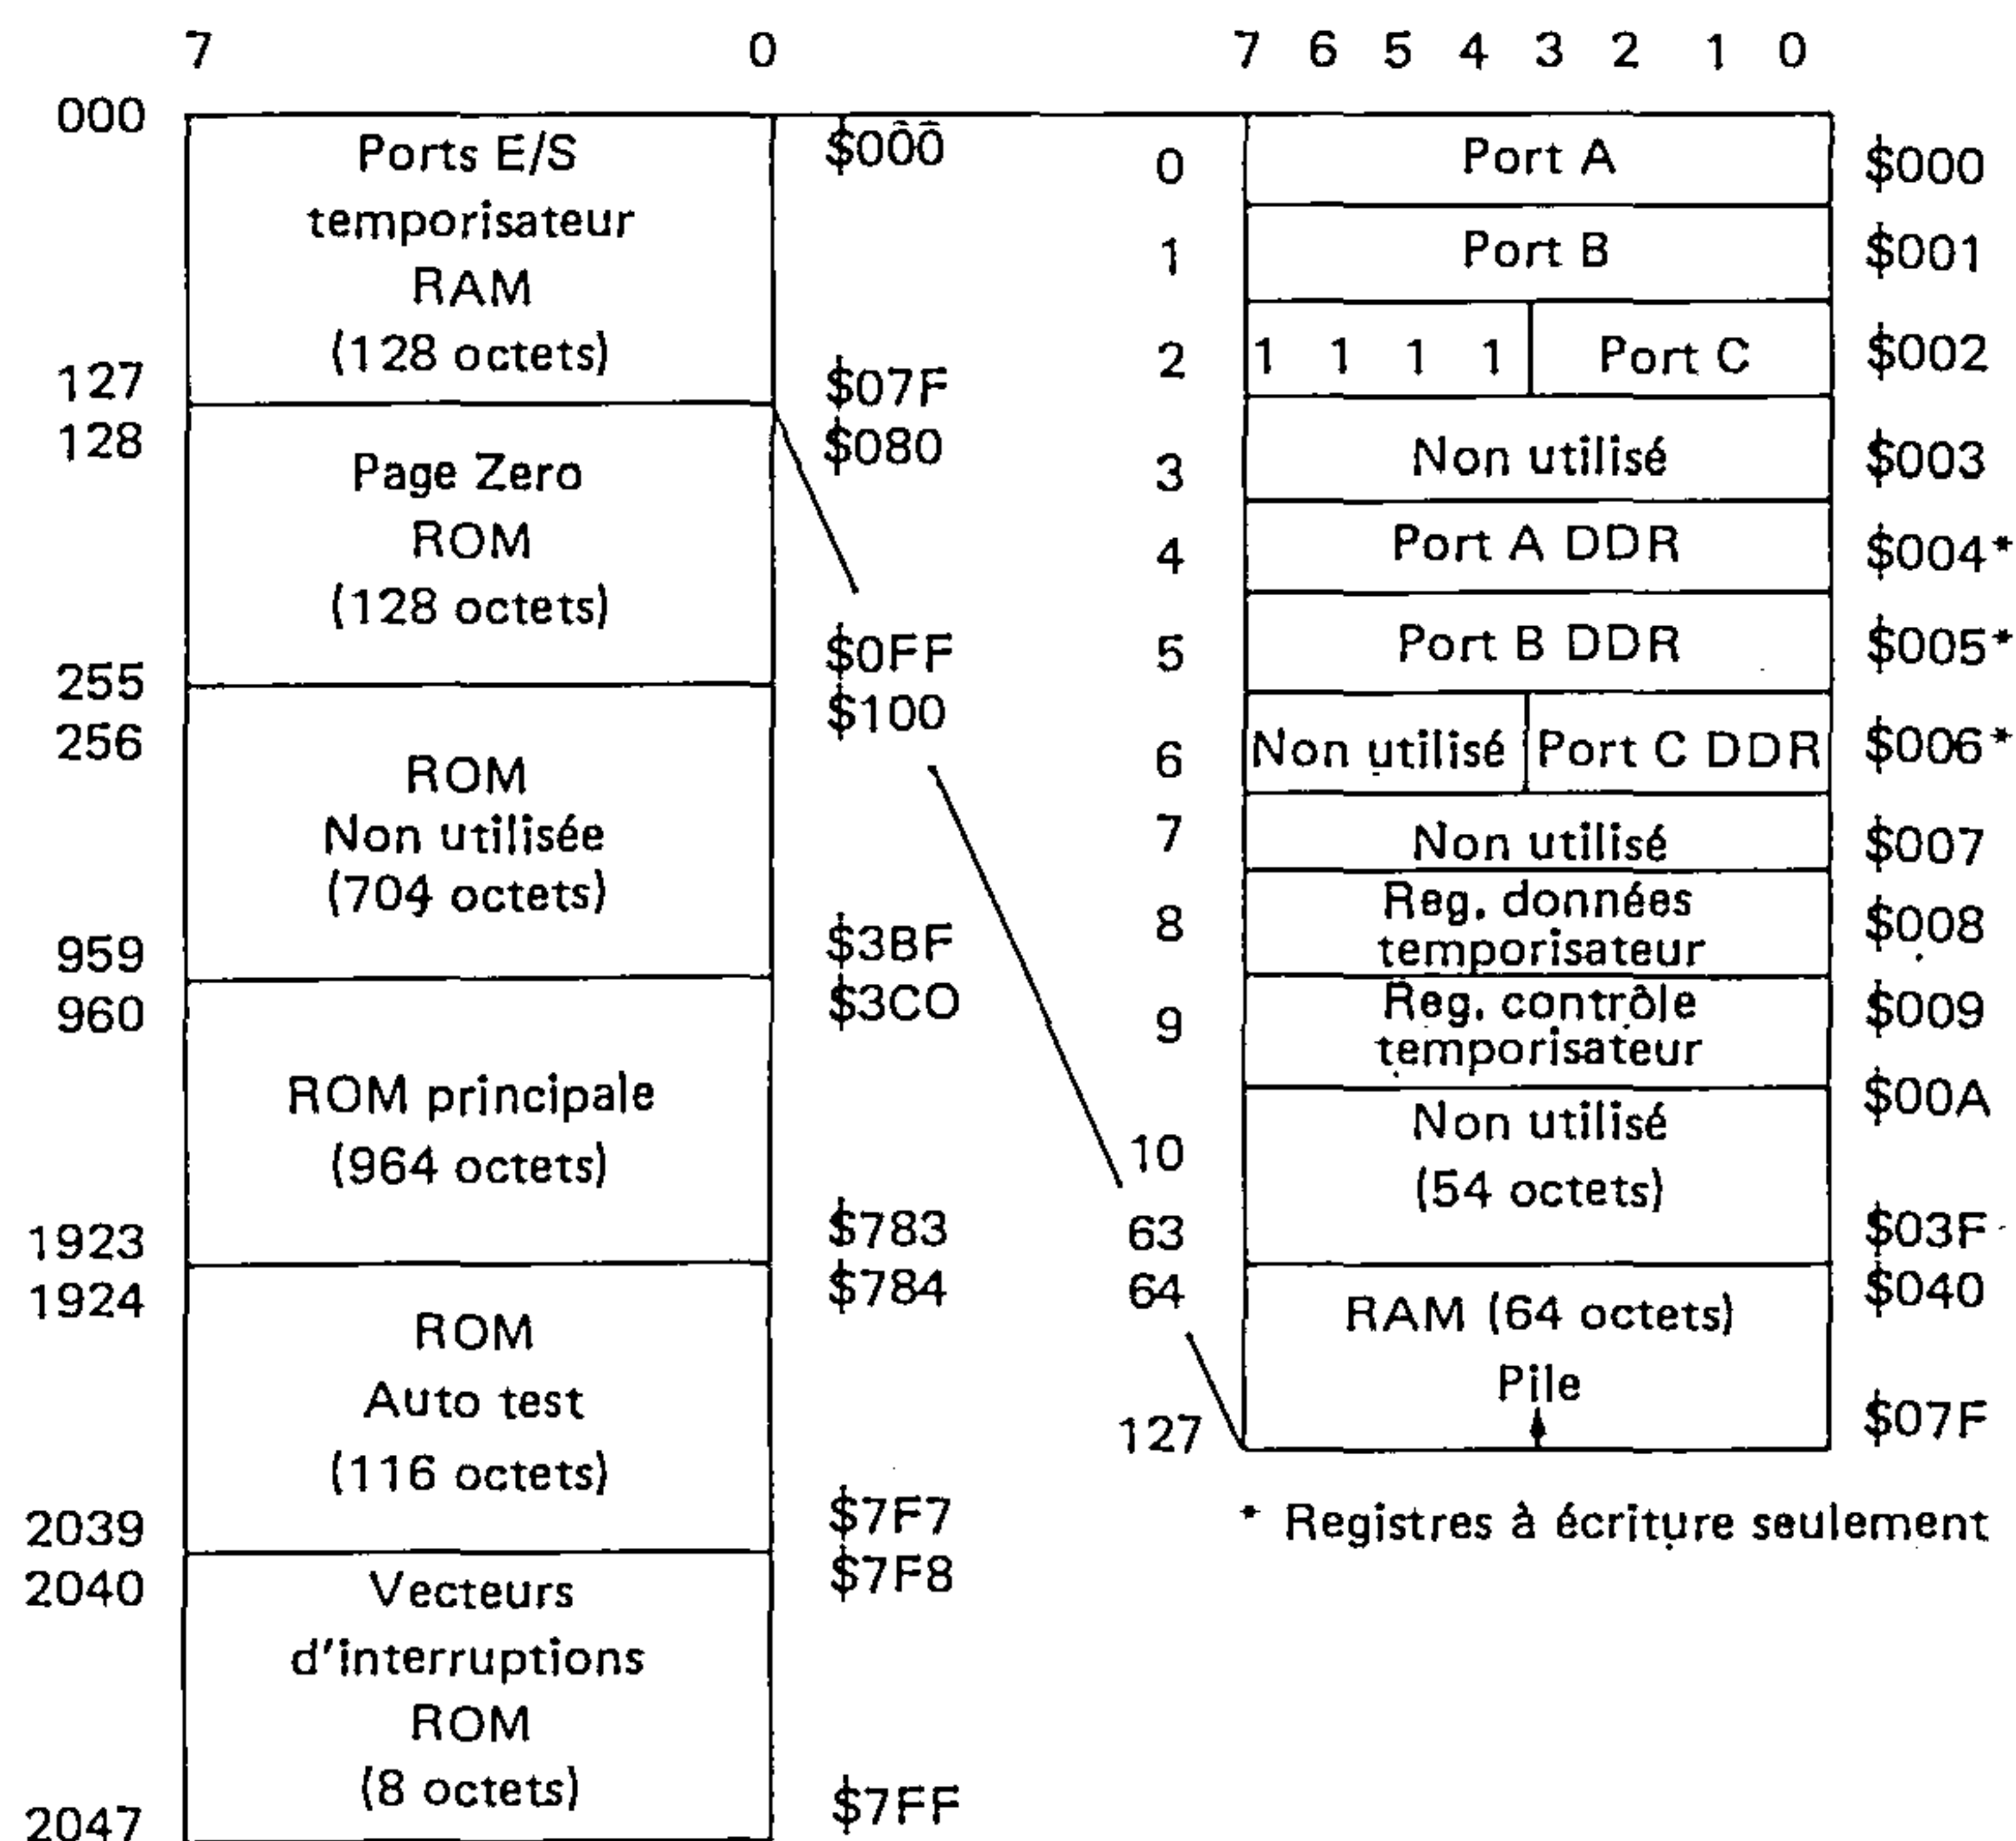 7 0
000
Ports E/S
temporisateur
RAM
(128 octets)
$000
127
$07F
128
$080
Page Zero
ROM
(128 octets)
255
$0FF
256
$100
ROM
Non utilisée
(704 octets)
959
$3BF
960
$3CO
ROM principale
(964 octets)
1923
$783
1924
$784
ROM
Auto test
(116 octets)
2039
$7F7
2040
$7F8
Vecteurs
d'interruptions
ROM
(8 octets)
2047
$7FF
7 6 5 4 3 2 1 0
0 Port A $000
1 Port B $001
2 1 1 1 1 Port C $002
3 Non utilisé $003
4 Port A DDR $004*
5 Port B DDR $005*
6 Non utilisé Port C DDR $006*
7 Non utilisé $007
8 Reg. données $008
temporisateur
9 Reg. contrôle $009
temporisateur
$00A
Non utilisé
10
(54 octets)
63 $03F
64 $040
RAM (64 octets)
Pile
127 $07F
* Registres à écriture seulement